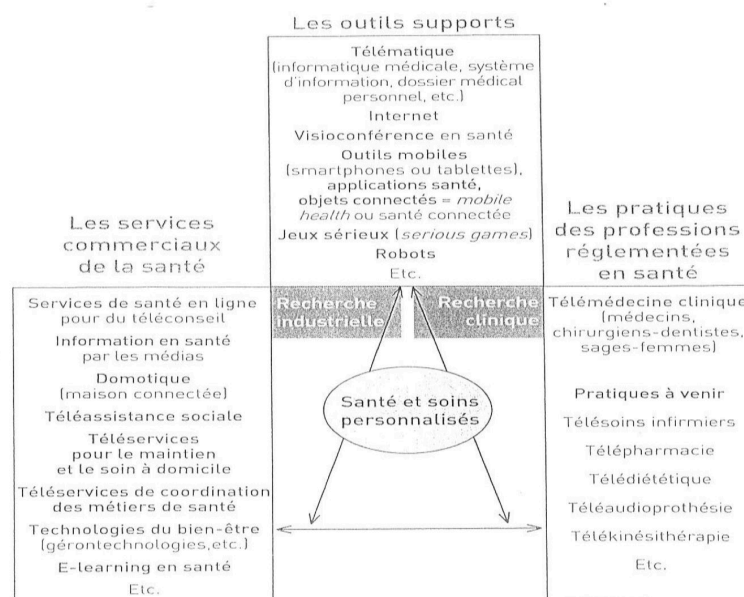 Les outils supports
Télématique
(informatique médicale, système
d'information, dossier médical
personnel, etc.)
Internet
Visioconférence en santé
Outils mobiles
(smartphones ou tablettes),
applications santé,
objets connectés = mobile
health ou santé connectée
Jeux sérieux (serious games)
Robots
Etc.
Les services
commerciaux
de la santé
Services de santé en ligne
pour du téléconseil
Information en santé
par les médias
Domotique
(maison connectée)
Téléassistance sociale
Téléservices
pour le maintien
et le soin à domicile
Téléservices de coordination
des métiers de santé
Technologies du bien-être
(gérontechnologies,etc.)
E-learning en santé
Etc.
Recherche
industrielle
Recherche
clinique
Santé et soins
personnalisés
Les pratiques
des professions
réglementées
en santé
Télémédecine clinique
(médecins,
chirurgiens-dentistes,
sages-femmes)
Pratiques à venir
Télésoins infirmiers
Télépharmacie
Télédiététique
Téléaudioprothésie
Télékinésithérapie
Etc.